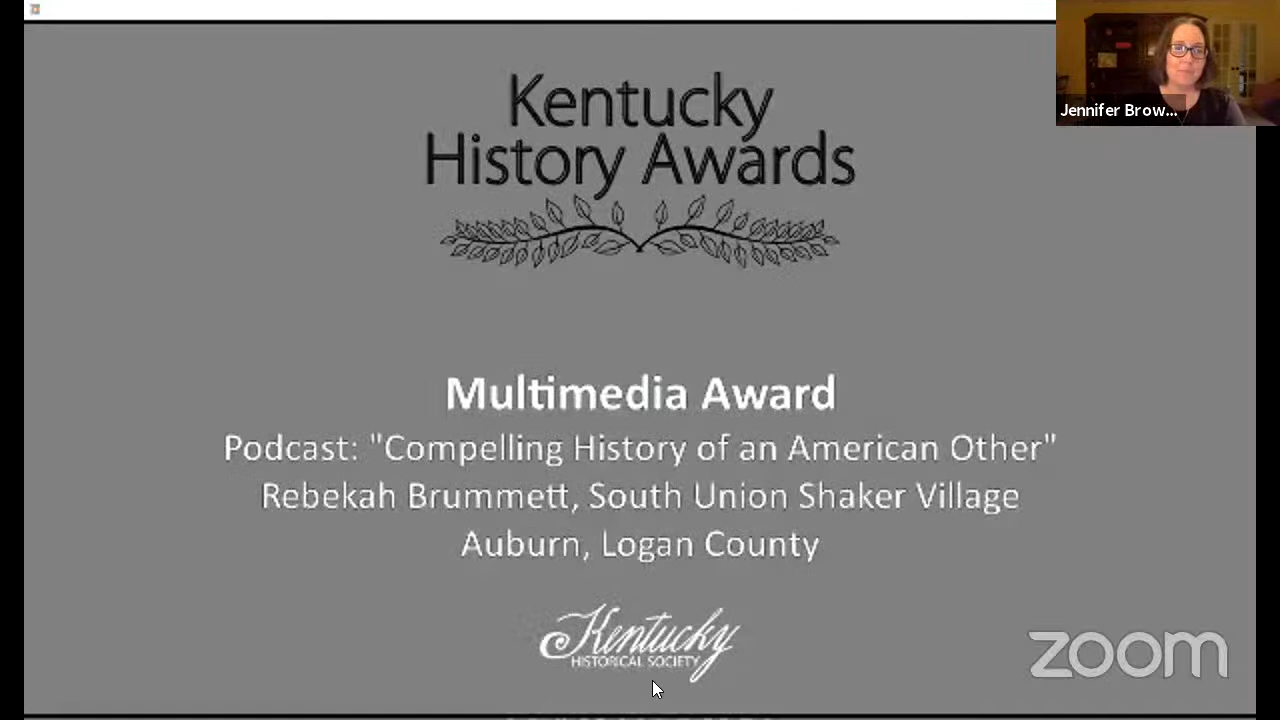 Kentucky
History Awards
Jennifer Brow...
Multimedia Award
Podcast: "Compelling History of an American Other"
Rebekah Brummett, South Union Shaker Village
Auburn, Logan County
Kentucky
HISTORICAL SOCIETY
zoom